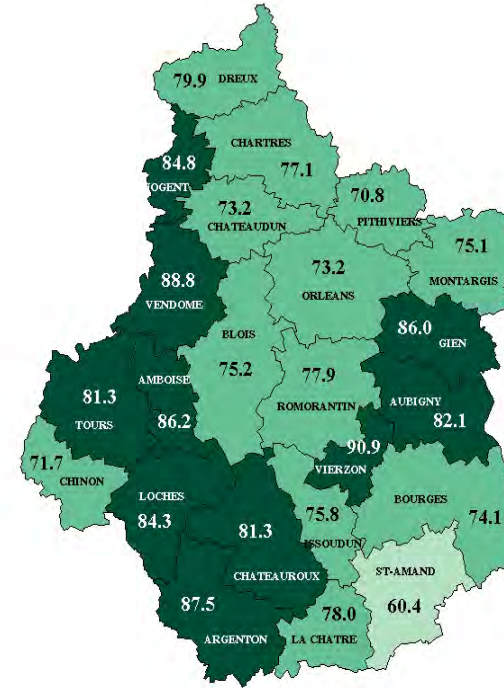 79.9 DREUX
CHARTRES
84.8
77.1
NOGENT
70.8
73.2
PITHIVIERS
CHATEAUDUN
75.1
73.2
88.8
MONTARGIS
ORLEANS
VENDOME
86.0
BLOIS
GIEN
75.2
77.9
AMBOISE
81.3
AUBIGNY
ROMORANTIN
86.2
82.1
TOURS
90.9
71.7
VIERZON
CHINON
LOCHES
BOURGES
75.8
74.1
84.3
81.3
ISSOUDUN
ST-AMAND
CHATEAUROUX
87.5
60.4
78.0
ARGENTON
LA CHATRE